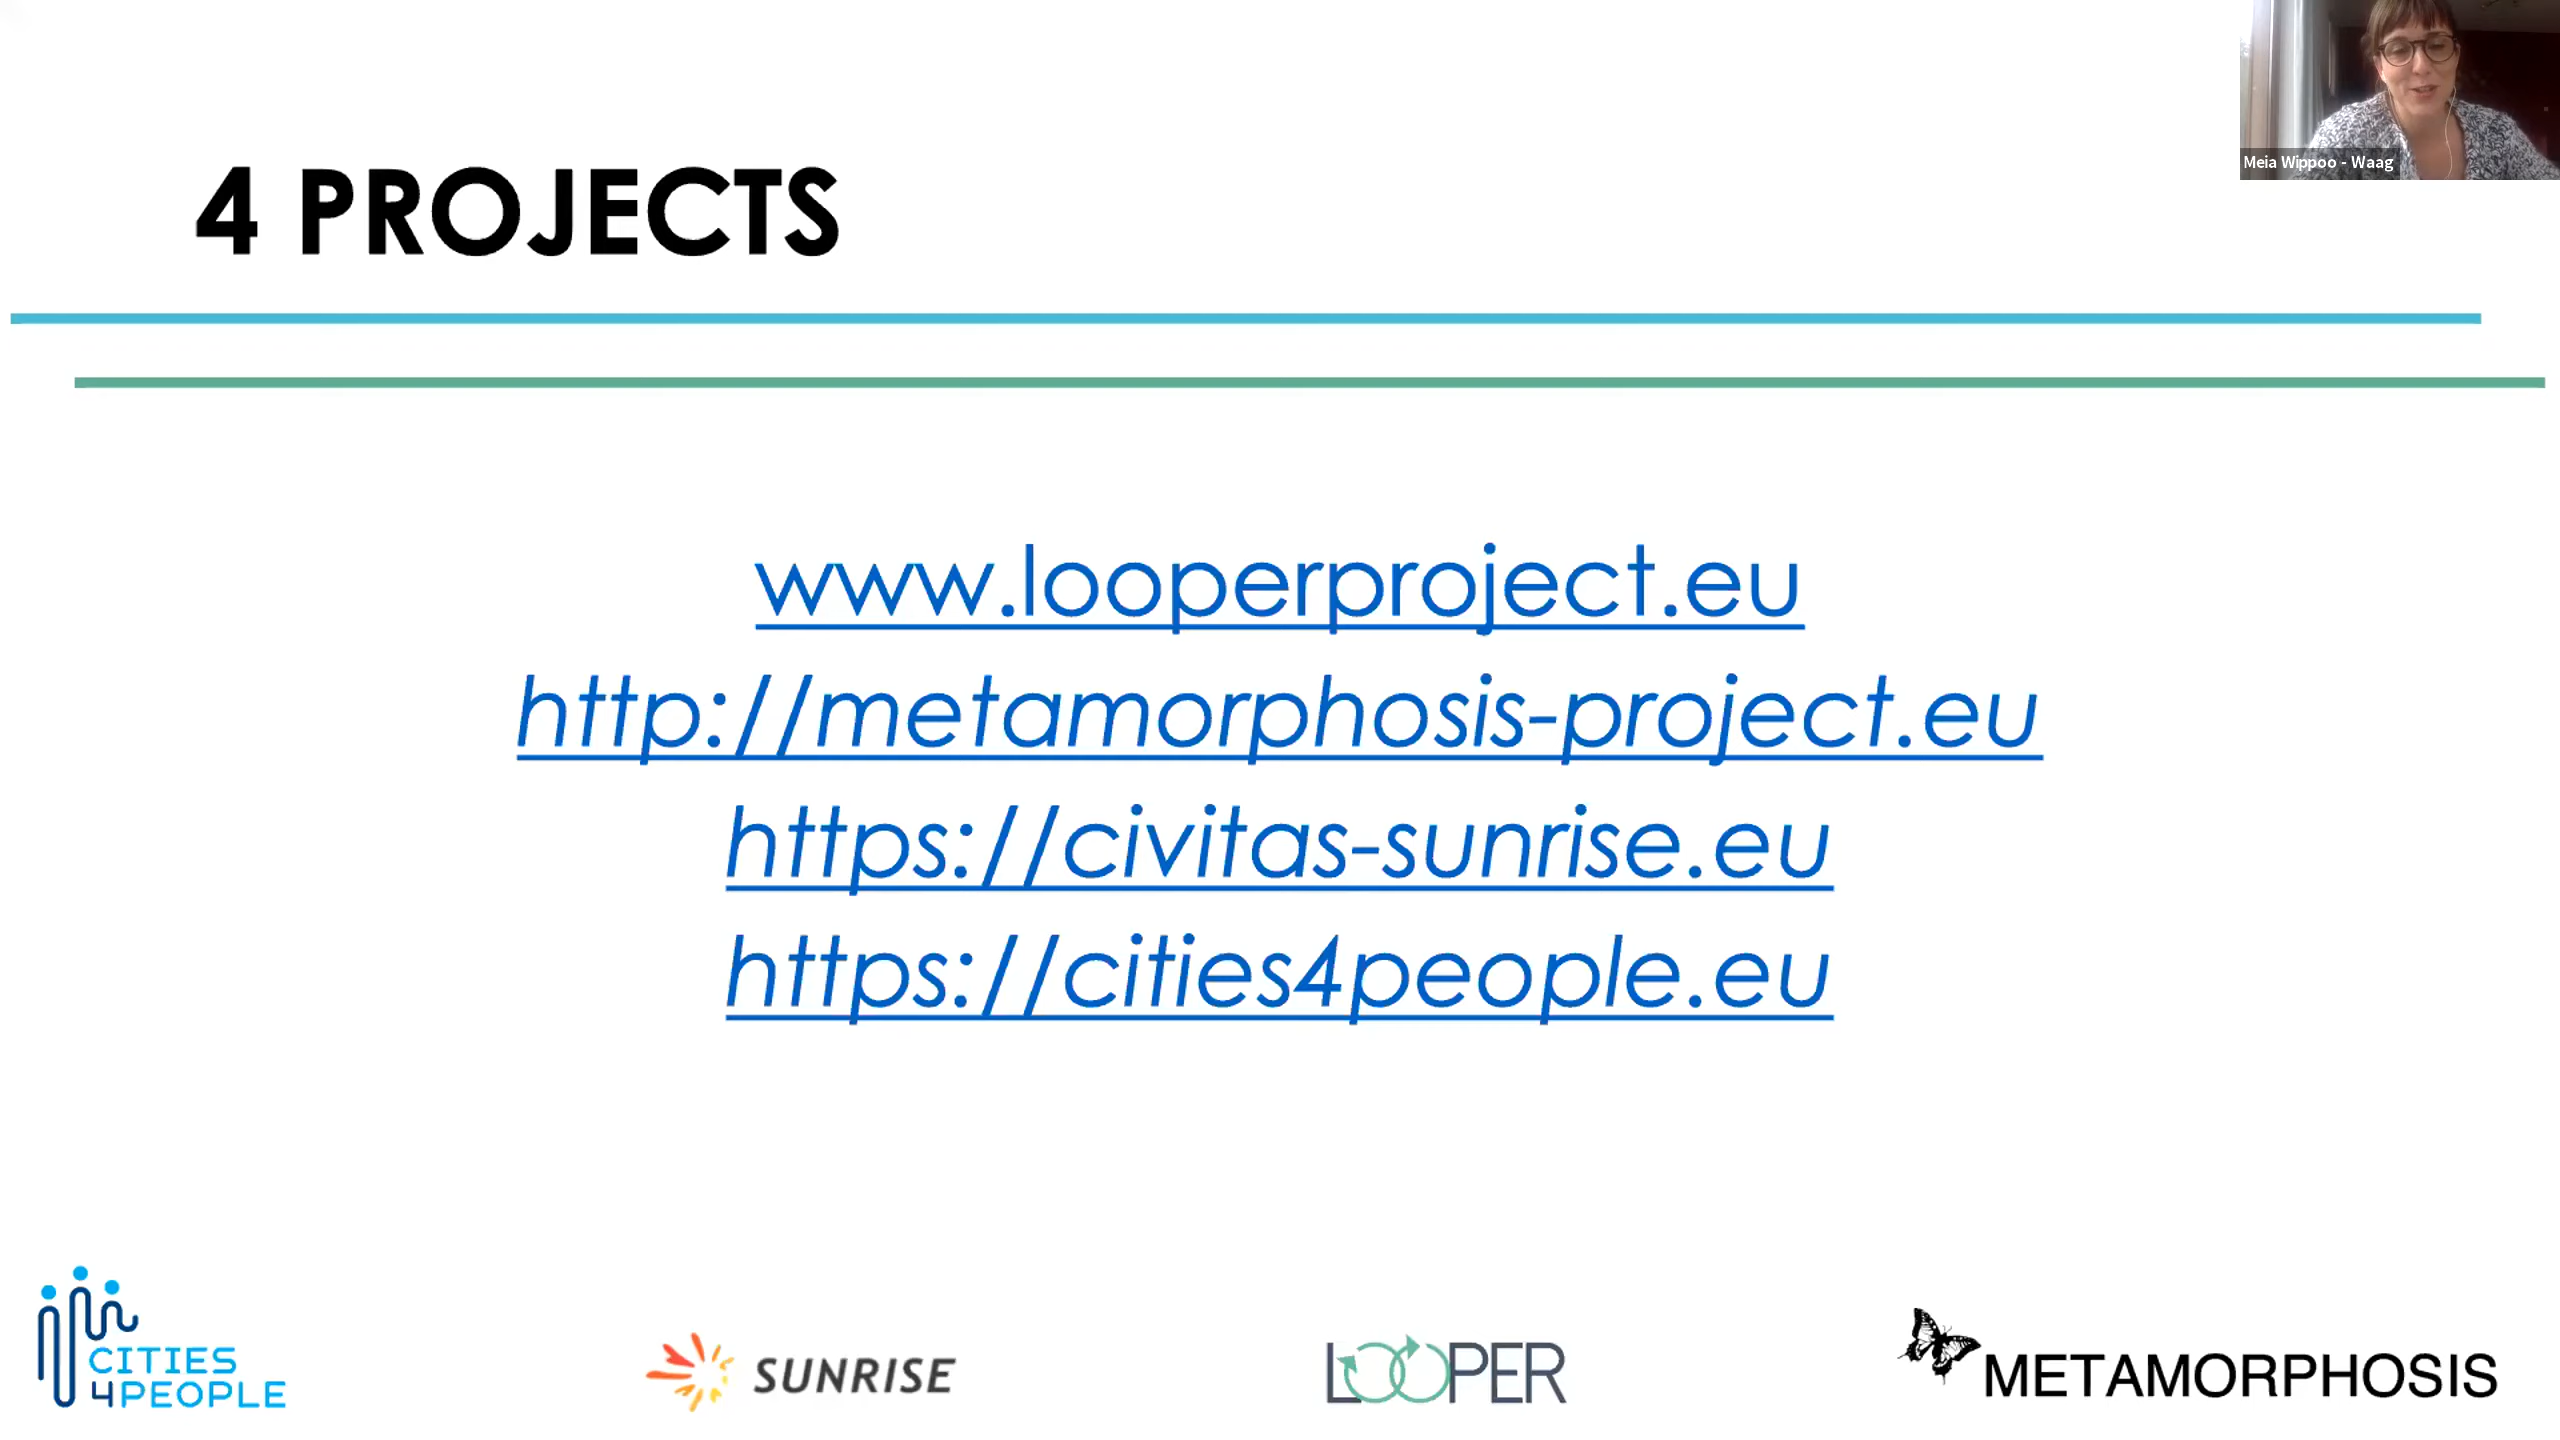 Meia Wippoo - Waag
4 PROJECTS
www.looperproject.eu
http://metamorphosis-project.eu
https://civitas-sunrise.eu
https://cities4people.eu
CITIES
4PEOPLE
SUNRISE
LOOPER
METAMORPHOSIS